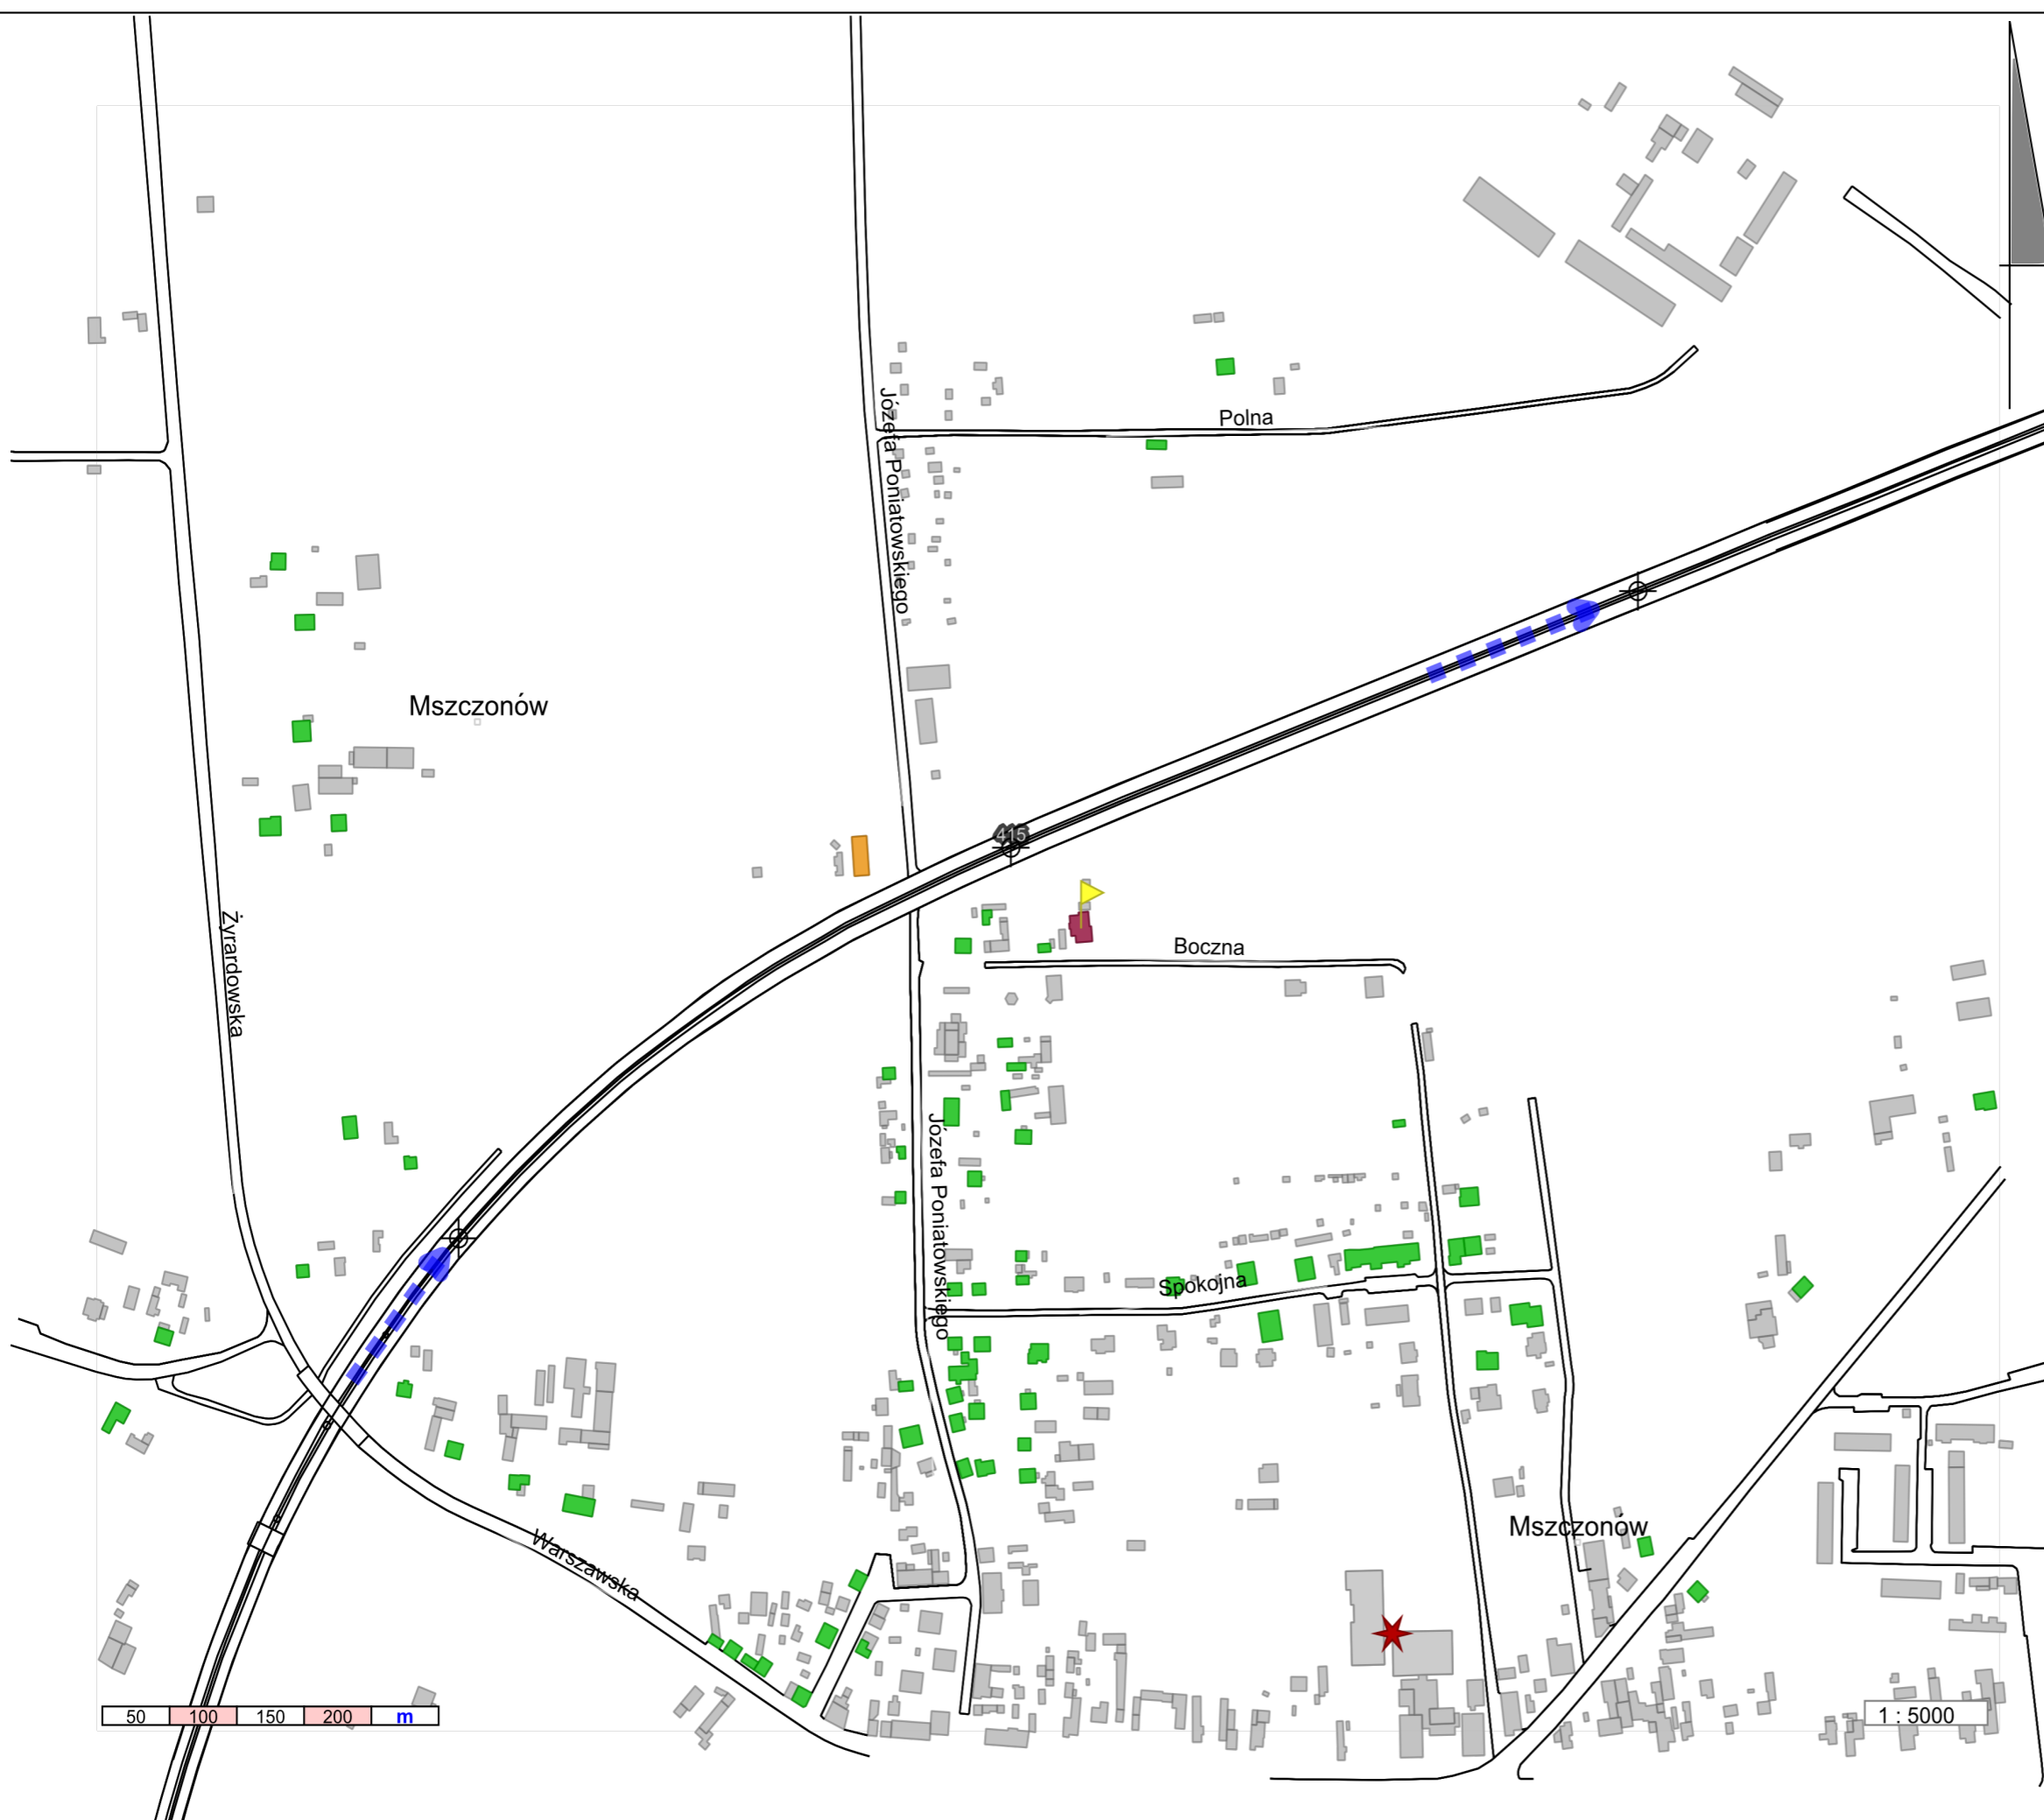 Józefa Poniatowskiego
Polna
Mszczonów
415
Żyrardowska
Boczna
Józefa Poniatowskiego
Spokojna
Mszczonów
Warszawska
50 100 150 200 m
1 : 5000